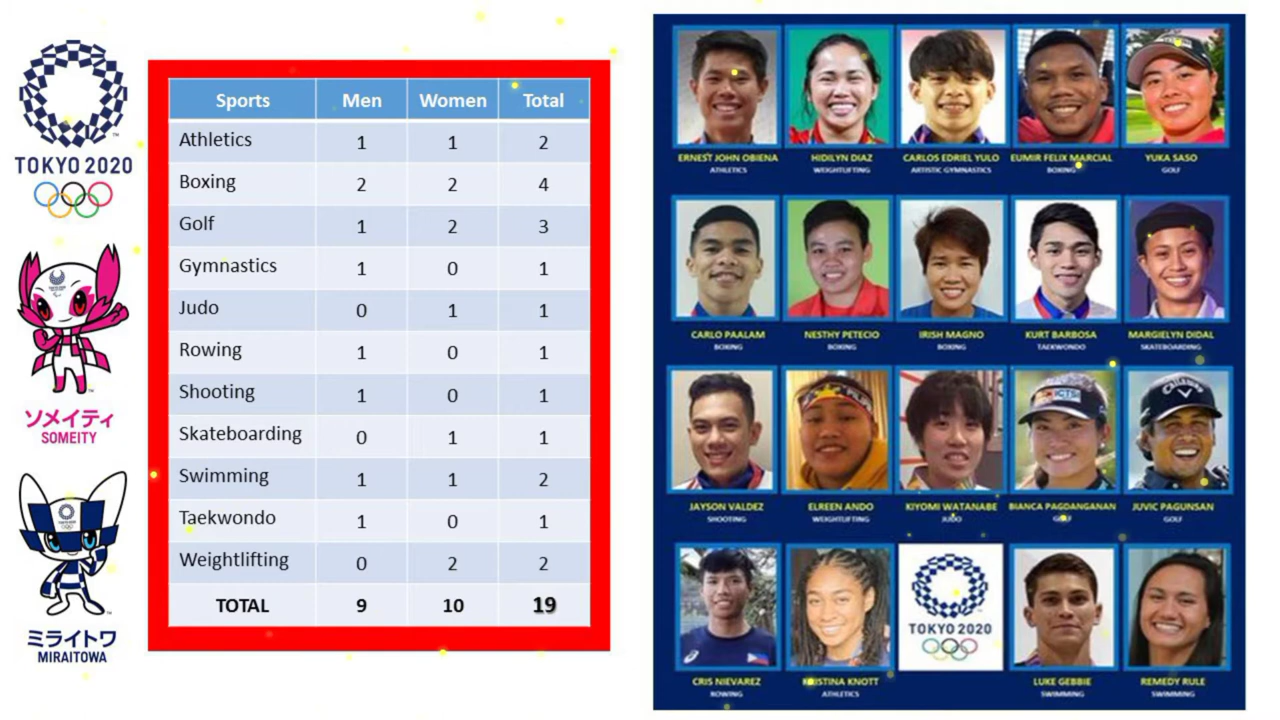 TOKYO 2020
ソメイティ
SOMEITY
ミライトワ
MIRAITOWA
Sports Men Women Total
Athletics 1 1 2
Boxing 2 2 4
Golf 1 2 3
Gymnastics 1 0 1
Judo 0 1 1
Rowing 1 0 1
Shooting 1 0 1
Skateboarding 0 1 1
Swimming 1 1 2
Taekwondo 1 0 1
Weightlifting 0 2 2
TOTAL 9 10 19
ERNEST JOHN OBIENA HIDILYN DIAZ CARLOS EDRIEL YULO EUMIR FELIX MARCIAL YUKA SASO
ATHLETICS WEIGHTLIFTING ARTISTIC GYMNASTICS BOXING GOLF
CARLO PAALAM NESTHY PETECIO IRISH MAGNO KURT BARBOSA MARGIELYN DIDAL
BOXING BOXING BOXING TAEKWONDO SKATEBOARDING
ICTSI
Callaway
JAYSON VALDEZ ELREEN ANDO KIYOMI WATANABE BIANCA PAGDANGANAN JUVIC PAGUNSAN
SHOOTING WEIGHTLIFTING JUDO GOLF GOLF
TOKYO 2020
CRIS NIEVAREZ KRISTINA KNOTT LUKE GEBBIE REMEDY RULE
ROWING ATHLETICS SWIMMING SWIMMING